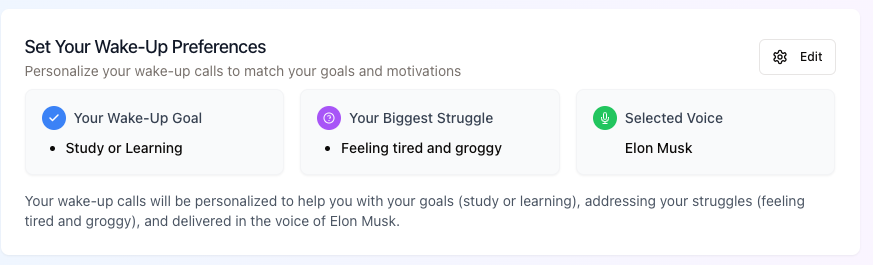 Set Your Wake-Up Preferences
Edit
Personalize your wake-up calls to match your goals and motivations
Your Wake-Up Goal
• Study or Learning
Your Biggest Struggle
• Feeling tired and groggy
Selected Voice
Elon Musk
Your wake-up calls will be personalized to help you with your goals (study or learning), addressing your struggles (feeling
tired and groggy), and delivered in the voice of Elon Musk.